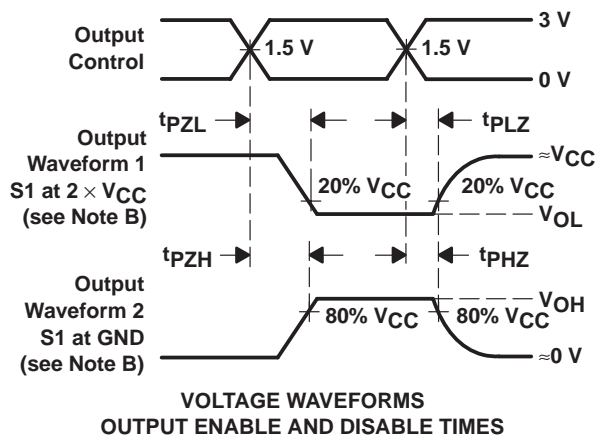 3 V
Output
Control
1.5 V
1.5 V
0 V
tPZL
tPLZ
Output
Waveform 1
S1 at 2 × VCC
(see Note B)
≈VCC
20% VCC
20% VCC
VOL
tPZH
tPHZ
Output
Waveform 2
S1 at GND
(see Note B)
VOH
80% VCC
80% VCC
≈0 V
VOLTAGE WAVEFORMS
OUTPUT ENABLE AND DISABLE TIMES